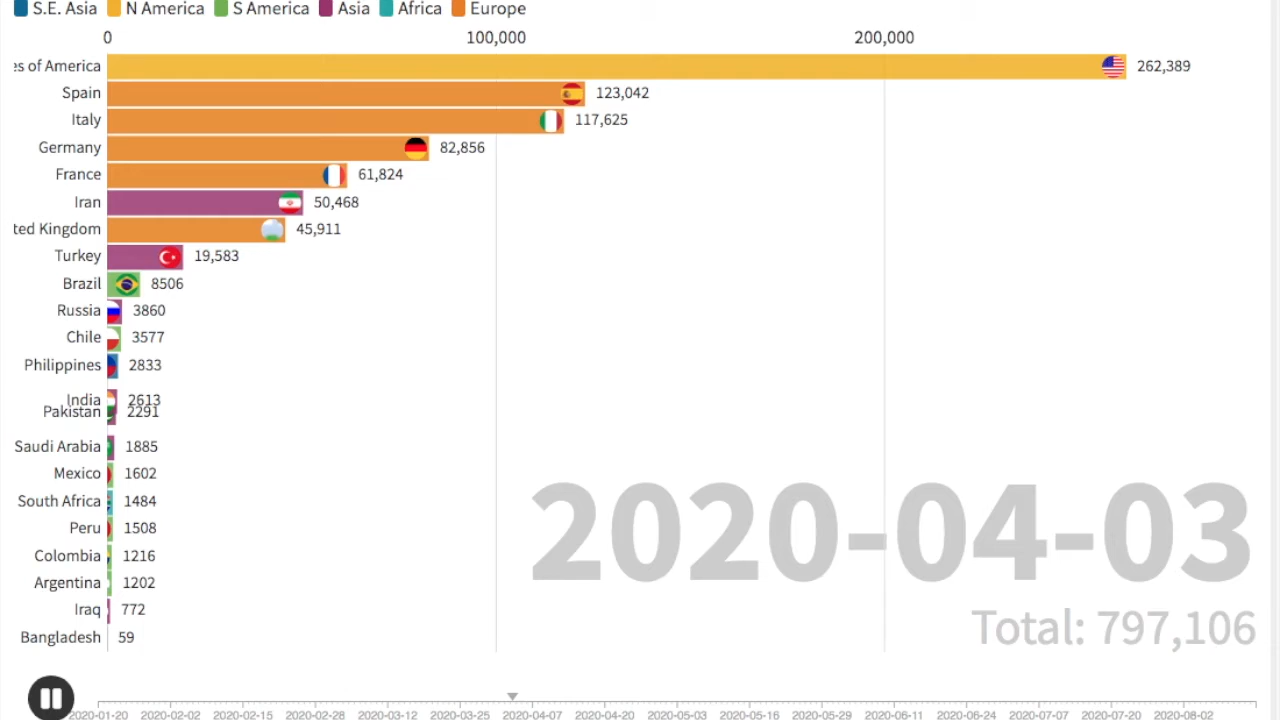 S.E. Asia N America S America Asia Africa Europe
0 100,000 200,000
es of America 262,389
Spain 123,042
Italy 117,625
Germany 82,856
France 61,824
Iran 50,468
ted Kingdom 45,911
Turkey 19,583
Brazil 8506
Russia 3860
Chile 3577
Philippines 2833
India 2613
Pakistan 2291
Saudi Arabia 1885
Mexico 1602
South Africa 1484
Peru 1508
Colombia 1216
Argentina 1202
Iraq 772
Bangladesh 59
2020-04-03
Total: 797,106
2020-01-20 2020-02-02 2020-02-15 2020-02-28 2020-03-12 2020-03-25 2020-04-07 2020-04-20 2020-05-03 2020-05-16 2020-05-29 2020-06-11 2020-06-24 2020-07-07 2020-07-20 2020-08-02